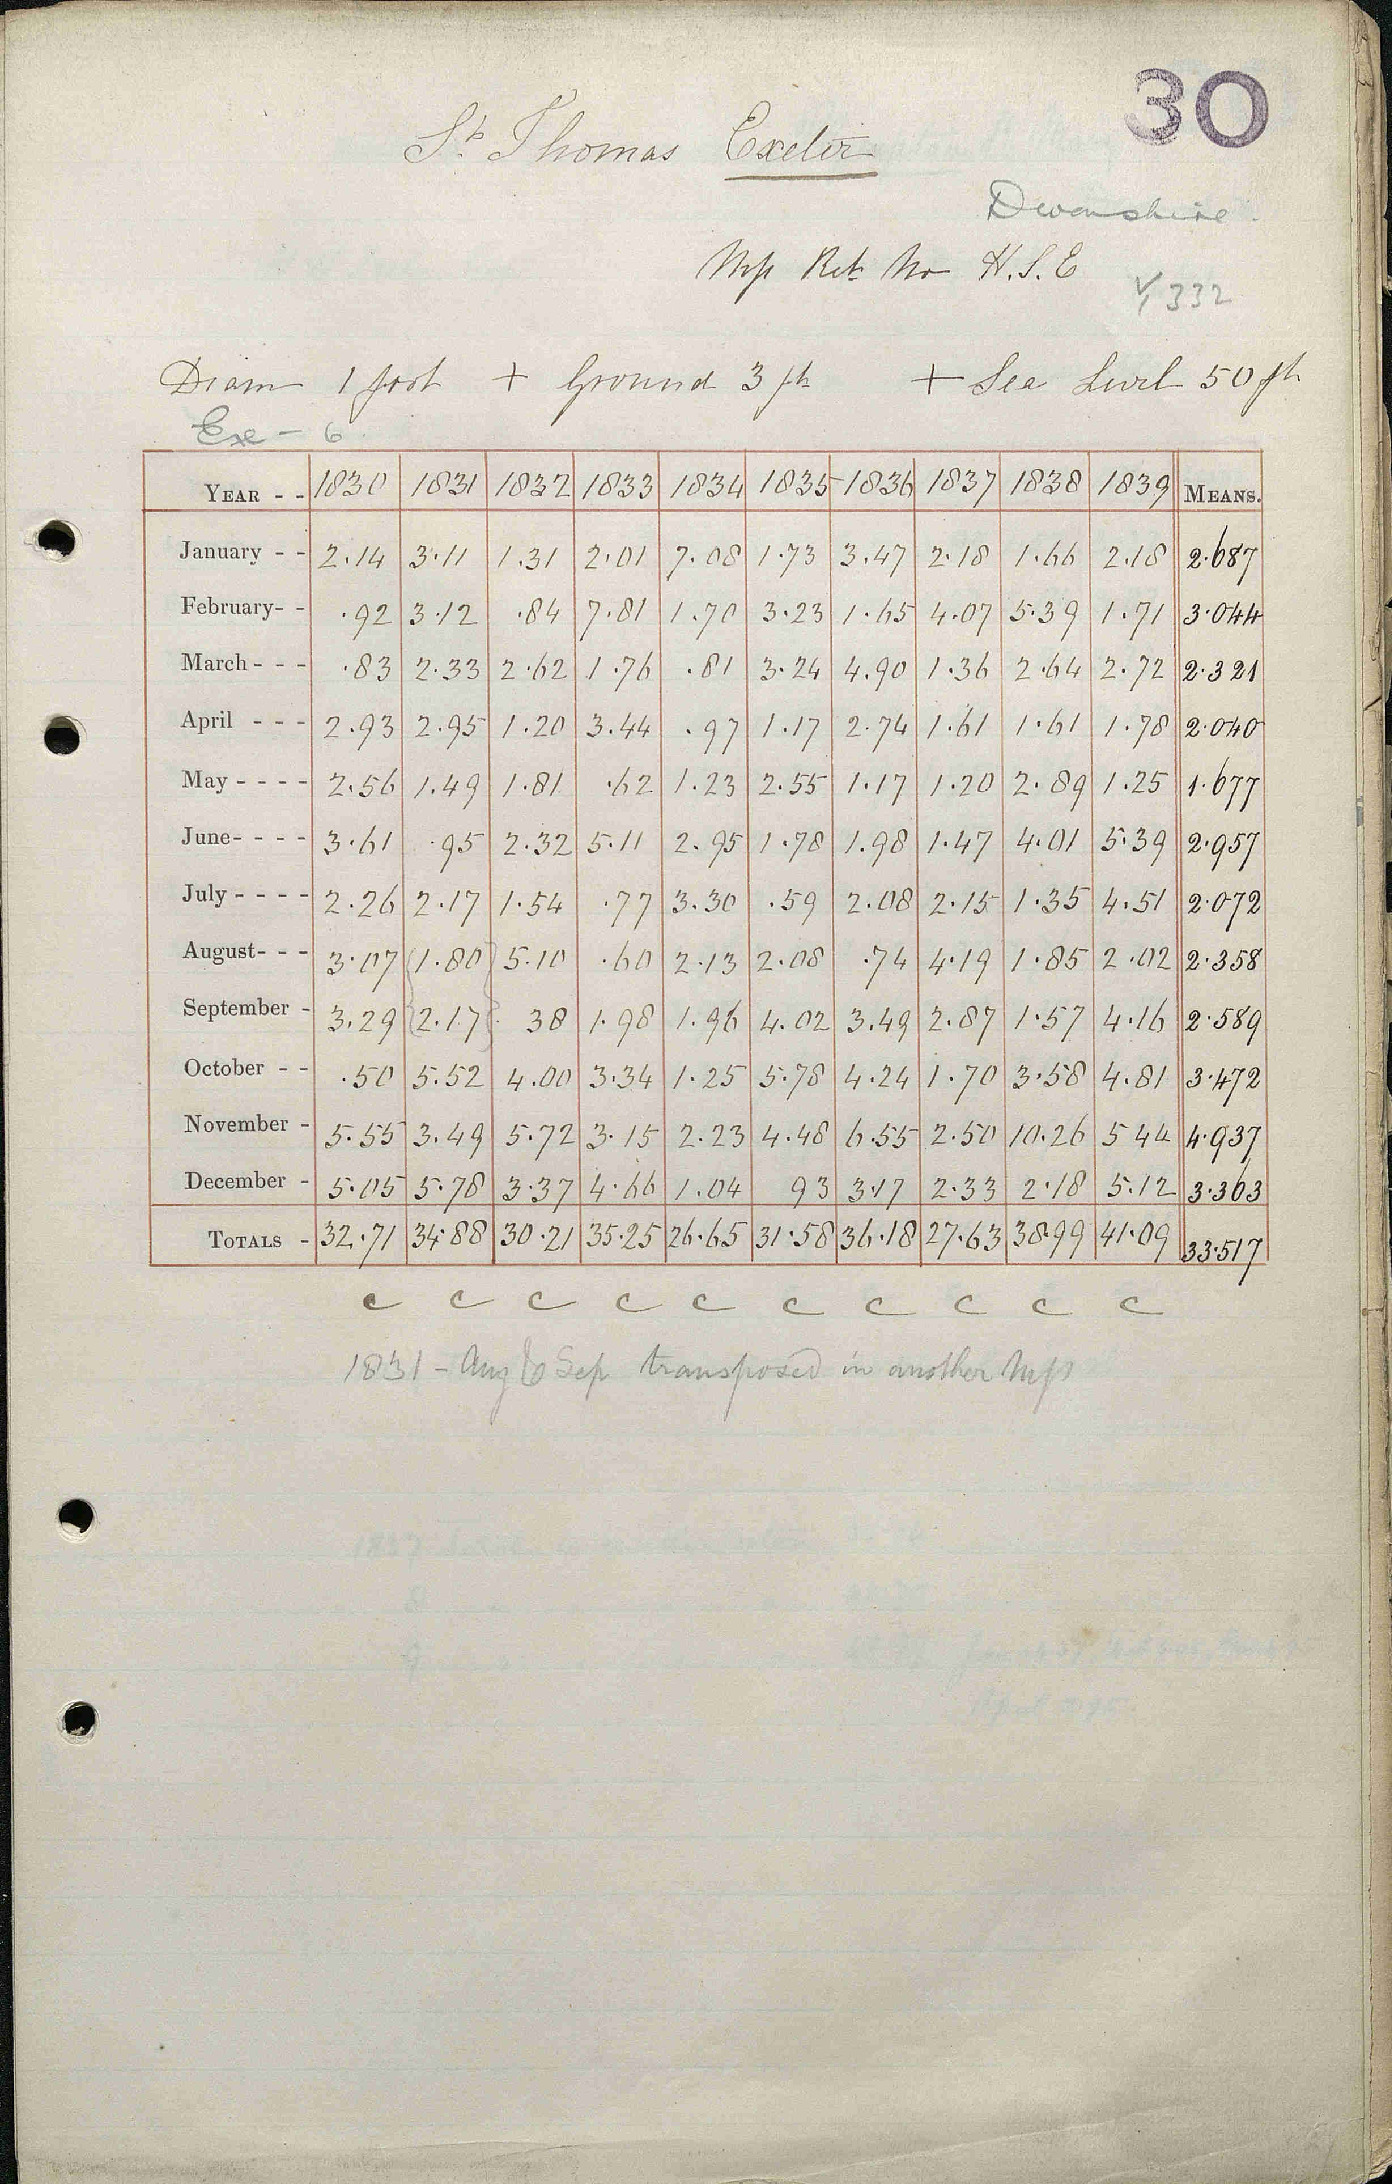 30
St. Thomas Exeter
Devonshire
Mss Ret. No H.S.E
V, 332
Diam 1 foot + Ground 3 ft + Sea Level 50 ft
Exe - 6
YEAR - - 1830 1831 1832 1833 1834 1835 1836 1837 1838 1839 MEANS.
January - - 2.14 3.11 1.31 2.01 7.08 1.73 3.47 2.18 1.66 2.18 2.687
February- - .92 3.12 .84 7.81 1.70 3.23 1.65 4.07 5.39 1.71 3.044
March - - - .83 2.33 2.62 1.76 .81 3.24 4.90 1.36 2.64 2.72 2.321
April - - - 2.93 2.95 1.20 3.44 .97 1.17 2.74 1.61 1.61 1.78 2.040
May - - - - 2.56 1.49 1.81 .62 1.23 2.55 1.17 1.20 2.89 1.25 1.677
June- - - - 3.61 .95 2.32 5.11 2.95 1.78 1.98 1.47 4.01 5.39 2.957
July - - - - 2.26 2.17 1.54 .77 3.30 .59 2.08 2.15 1.35 4.51 2.072
August- - - 3.07 {1.80} 5.10 .60 2.13 2.08 .74 4.19 1.85 2.02 2.358
September - 3.29 {2.17} 38 1.98 1.96 4.02 3.49 2.87 1.57 4.16 2.589
October - - .50 5.52 4.00 3.34 1.25 5.78 4.24 1.70 3.58 4.81 3.472
November - 5.55 3.49 5.72 3.15 2.23 4.48 6.55 2.50 10.26 5 44 4.937
December - 5.05 5.78 3.37 4.66 1.04 93 3.17 2.33 2.18 5.12 3.363
TOTALS - 32.71 34.88 30.21 35.25 26.65 31.58 36.18 27.63 38.99 41.09 33.517
c c c c c c c c c c
1831 - Aug & Sep transposed in another Mss